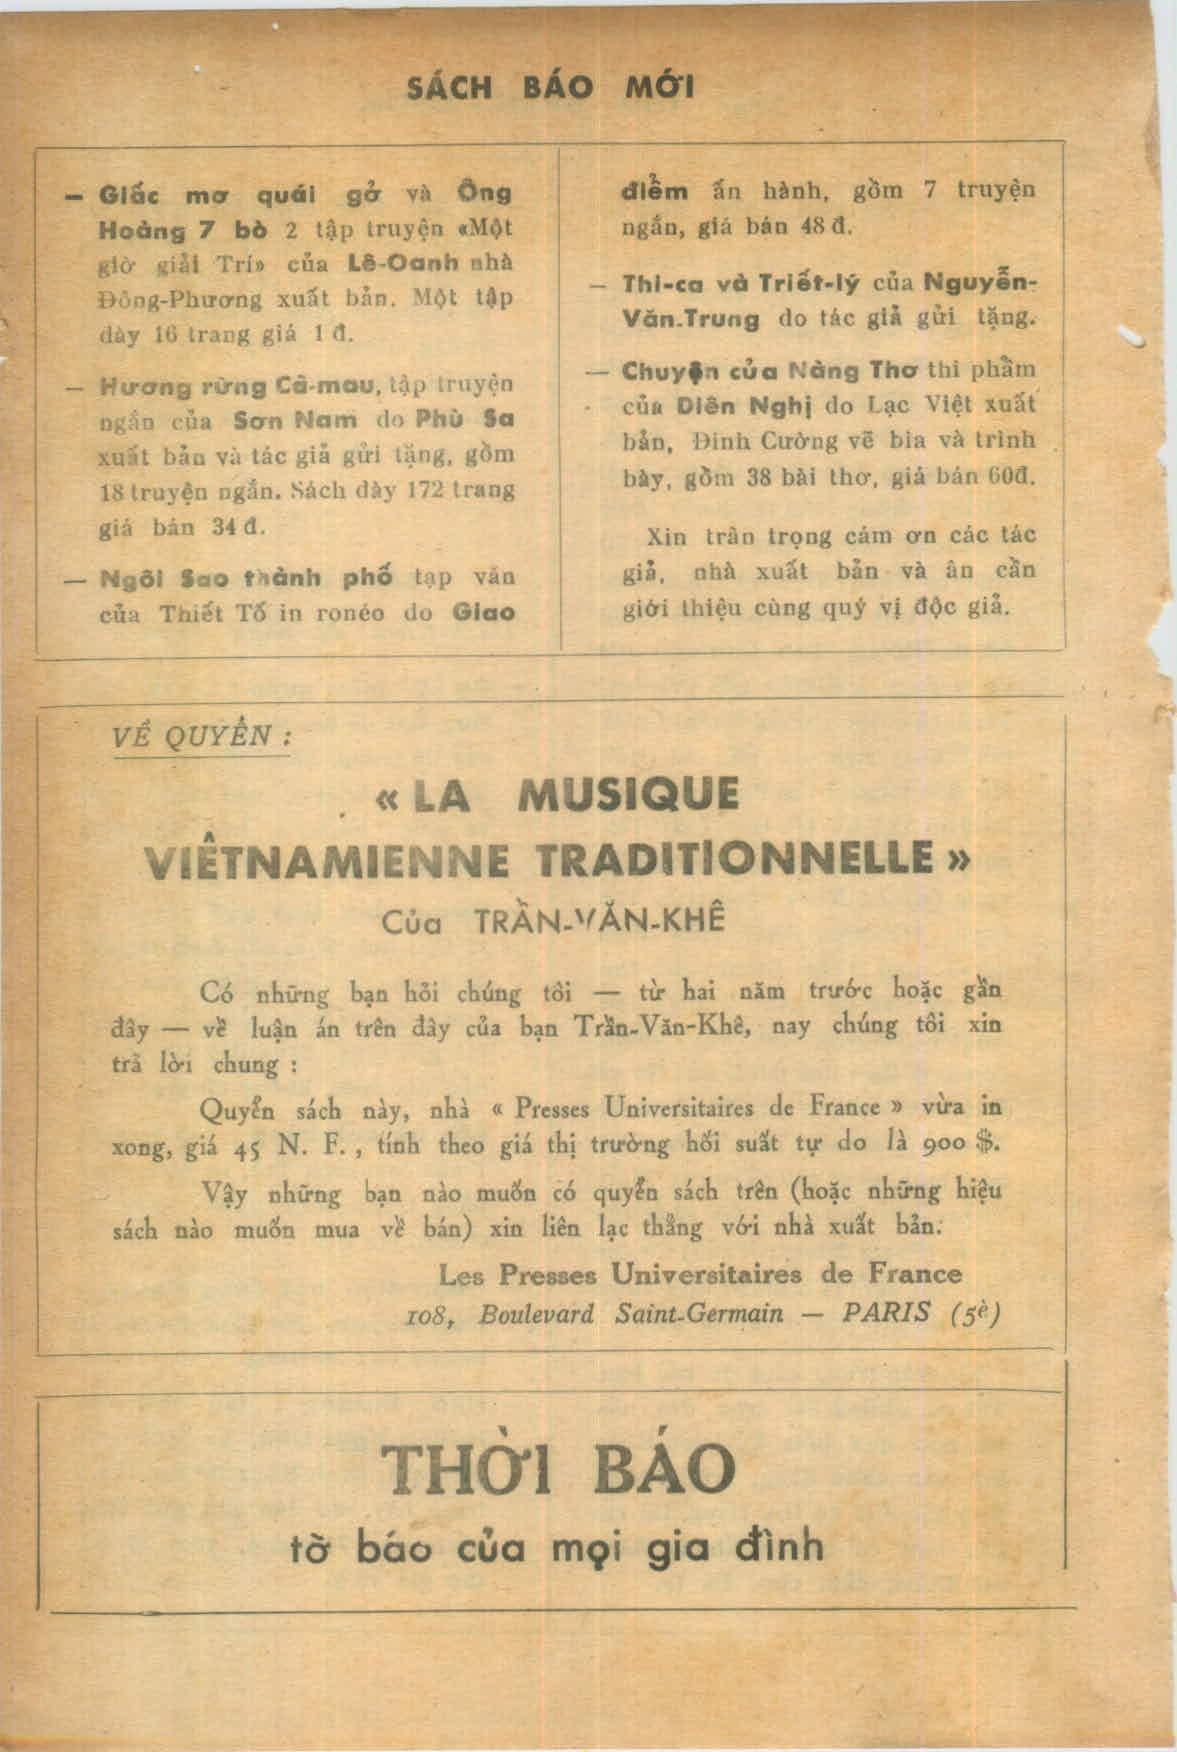 SÁCH BÁO MỚI
— Giấc mơ quái gở và Ông
Hoàng 7 bò 2 tập truyện «Một
giờ giải Trí» của Lê-Oanh nhà
Đông-Phương xuất bản. Một tập
dày 16 trang giá 1 đ.
— Hương rừng Cà-mau, tập truyện
ngắn của Sơn Nam do Phù Sa
xuất bản và tác giả gửi tặng, gồm
18 truyện ngắn. Sách dày 172 trang
giá bán 34 đ.
— Ngôi Sao thành phố tạp văn
của Thiết Tố in ronéo do Giao
điểm ấn hành, gồm 7 truyện
ngắn, giá bán 48 đ.
— Thi-ca và Triết-lý của Nguyễn-
Văn-Trung do tác giả gửi tặng.
— Chuyện của Nàng Thơ thi phẩm
của Diên Nghị do Lạc Việt xuất
bản, Đinh Cường vẽ bìa và trình
bày, gồm 38 bài thơ, giá bán 60đ.
Xin trân trọng cám ơn các tác
giả, nhà xuất bản và ân cần
giới thiệu cùng quý vị độc giả.
VỀ QUYỂN :
« LA MUSIQUE
VIÊTNAMIENNE TRADITIONNELLE »
Của TRẦN-VĂN-KHÊ
Có những bạn hỏi chúng tôi — từ hai năm trước hoặc gần
đây — về luận án trên đây của bạn Trần-Văn-Khê, nay chúng tôi xin
trả lời chung :
Quyển sách này, nhà « Presses Universitaires de France » vừa in
xong, giá 45 N. F. , tính theo giá thị trường hối suất tự do là 900 $.
Vậy những bạn nào muốn có quyển sách trên (hoặc những hiệu
sách nào muốn mua về bán) xin liên lạc thẳng với nhà xuất bản.
Les Presses Universitaires de France
108, Boulevard Saint-Germain — PARIS (5è)
THỜI BÁO
tờ báo của mọi gia đình